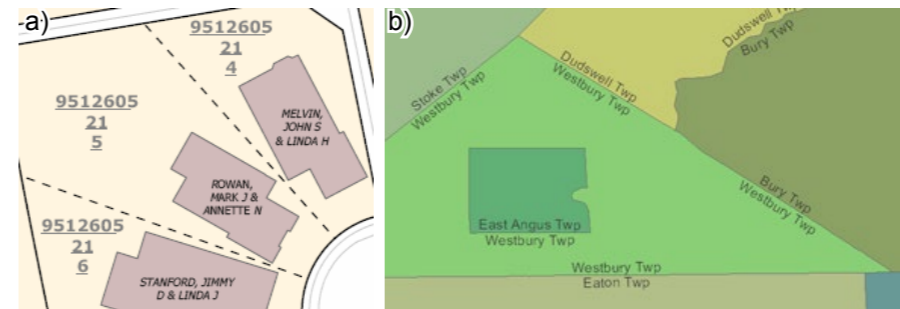 a)
9512605
21
4
9512605
21
5
MELVIN,
JOHN S
& LINDA H
ROWAN,
MARK J &
ANNETTE N
9512605
21
6
STANFORD, JIMMY
D & LINDA J
b)
Dudswell Twp
Bury Twp
Stoke Twp
Westbury Twp
Dudswell Twp
Westbury Twp
Bury Twp
Westbury Twp
East Angus Twp
Westbury Twp
Westbury Twp
Eaton Twp